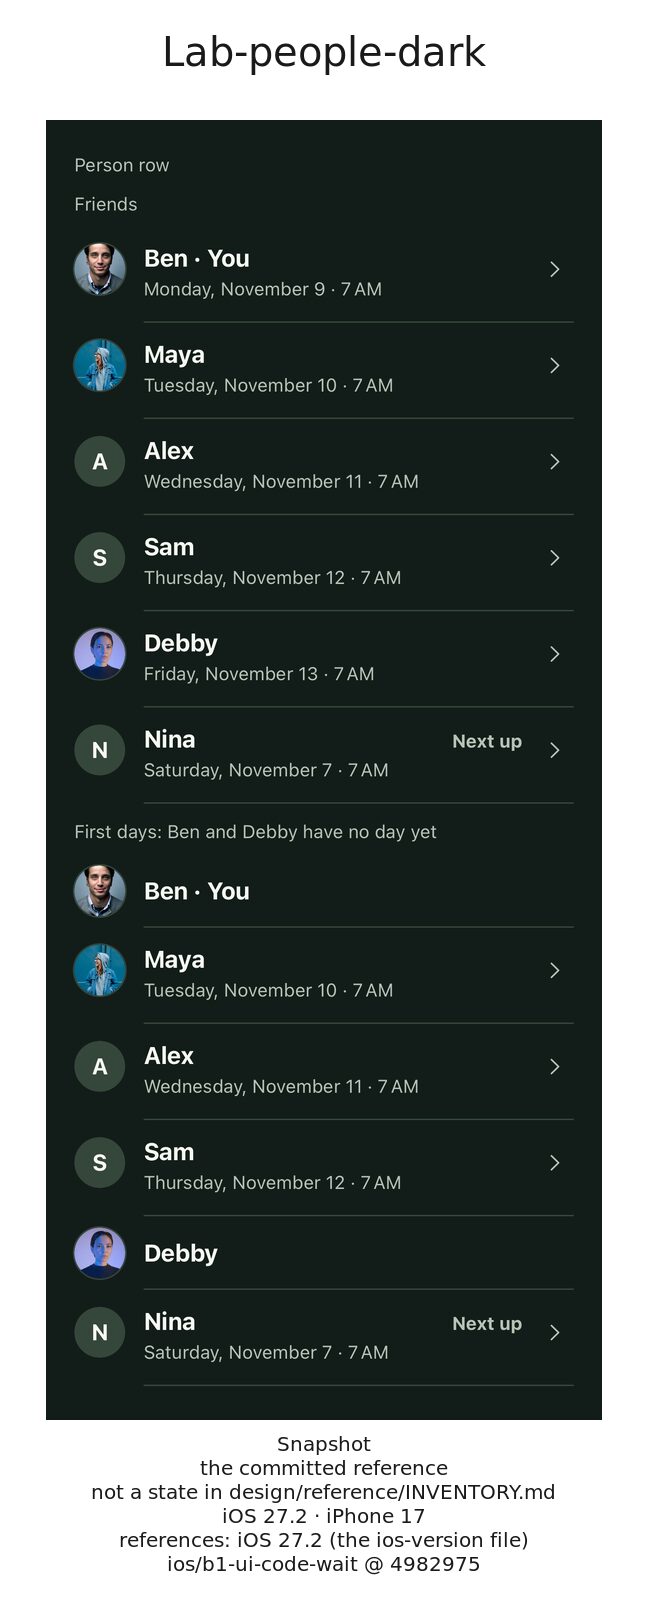 Lab-people-dark
Person row
Friends
Ben · You
Monday, November 9 · 7 AM
Maya
Tuesday, November 10 · 7 AM
A
Alex
Wednesday, November 11 · 7 AM
S
Sam
Thursday, November 12 · 7 AM
Debby
Friday, November 13 · 7 AM
N
Nina
Next up
Saturday, November 7 · 7 AM
First days: Ben and Debby have no day yet
Ben · You
Maya
Tuesday, November 10 · 7 AM
A
Alex
Wednesday, November 11 · 7 AM
S
Sam
Thursday, November 12 · 7 AM
Debby
N
Nina
Next up
Saturday, November 7 · 7 AM
Snapshot
the committed reference
not a state in design/reference/INVENTORY.md
iOS 27.2 · iPhone 17
references: iOS 27.2 (the ios-version file)
ios/b1-ui-code-wait @ 4982975